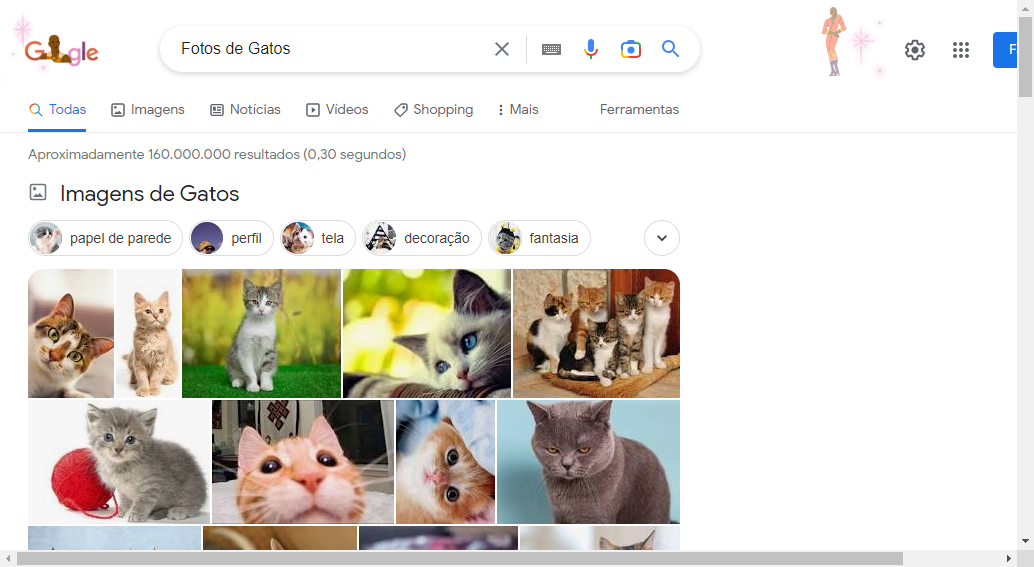 Google
Fotos de Gatos
F
Todas Imagens Notícias Vídeos Shopping Mais Ferramentas
Aproximadamente 160.000.000 resultados (0,30 segundos)
Imagens de Gatos
papel de parede perfil tela decoração fantasia